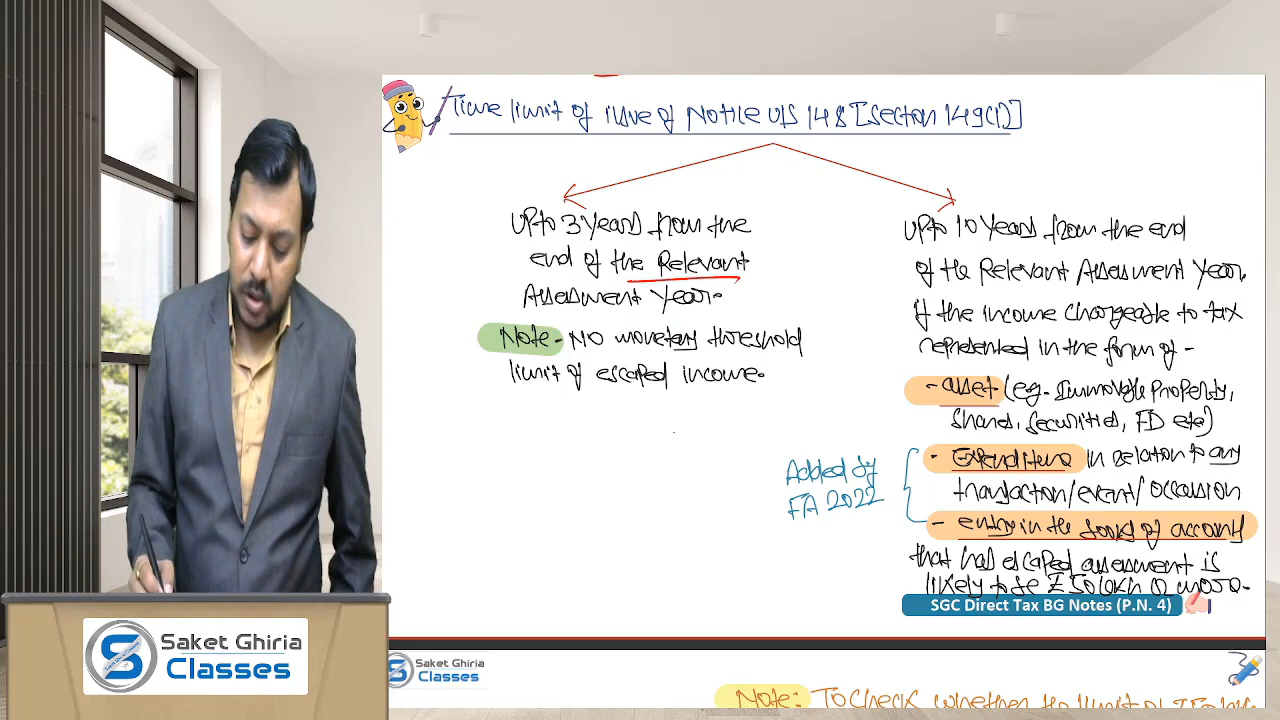 Time limit of issue of Notice u/s 148 [Section 149(1)]
Upto 3 Years from the
end of the Relevant
Assessment Year.
Note - No monetary threshold
limit of escaped income.
Upto 10 Years from the end
of the Relevant Assessment Year.
If the income chargeable to tax
represented in the form of -
- asset (eg. Immovable Property,
Shares, Securities, FD etc)
- Expenditure in relation to any
transaction/event/occassion
- entry in the books of account
Added by
FA 2022
that had escaped assessment is
likely to be ₹ 50 lakh or more.
SGC Direct Tax BG Notes (P.N. 4)
Saket Ghiria
Classes
Saket Ghiria
Classes
Note: To check whether the limit of